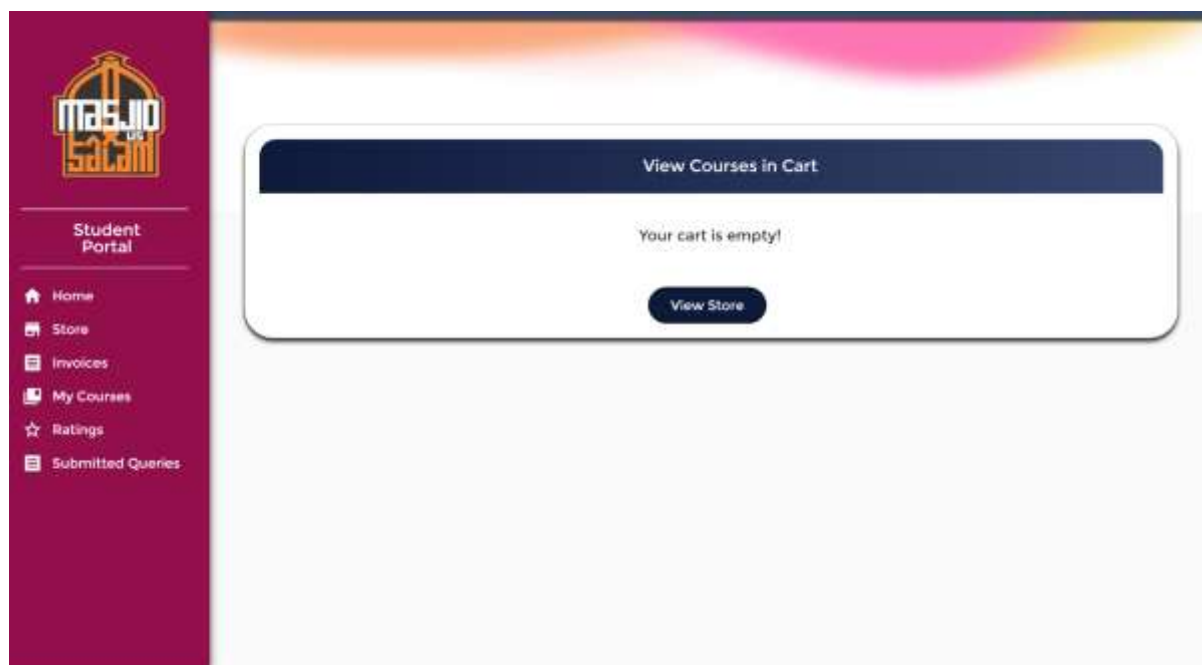 masjid
us
sâlâm
Student
Portal
Home
Store
Invoices
My Courses
Ratings
Submitted Queries
View Courses in Cart
Your cart is empty!
View Store